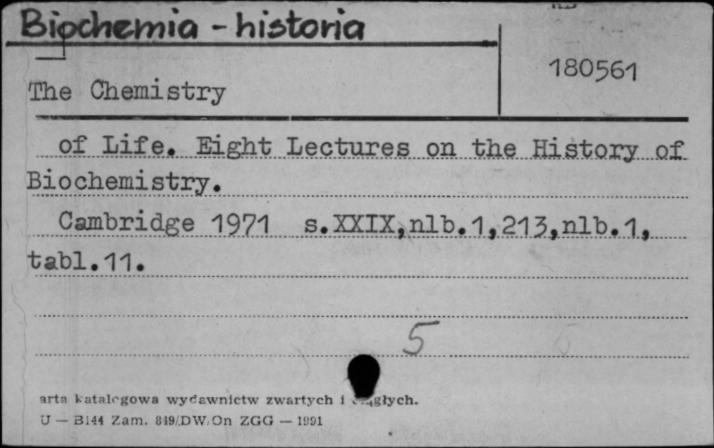 Biochemia - historia
180561
The Chemistry
of Life. Eight Lectures on the History of
Biochemistry.
Cambridge 1971 s.XXIX,nlb.1,213,nlb.1,
tabl.11.
5
arta katalogowa wydawnictw zwartych i
U — B144 Zam. 819/DW/On ZGG — 1991